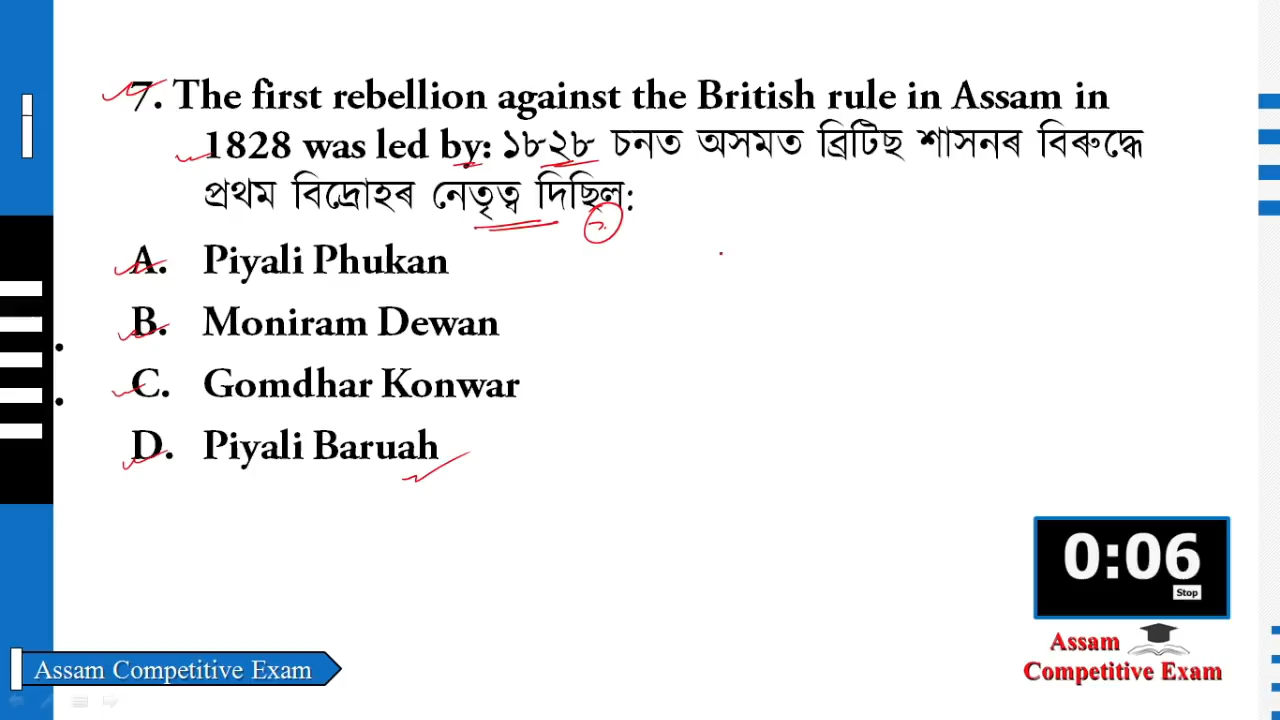 7. The first rebellion against the British rule in Assam in
1828 was led by: ১৮২৮ চনত অসমত ব্ৰিটিছ শাসনৰ বিৰুদ্ধে
প্ৰথম বিদ্ৰোহৰ নেতৃত্ব দিছিল:
A. Piyali Phukan
B. Moniram Dewan
C. Gomdhar Konwar
D. Piyali Baruah
0:06
Stop
Assam
Competitive Exam
Assam Competitive Exam